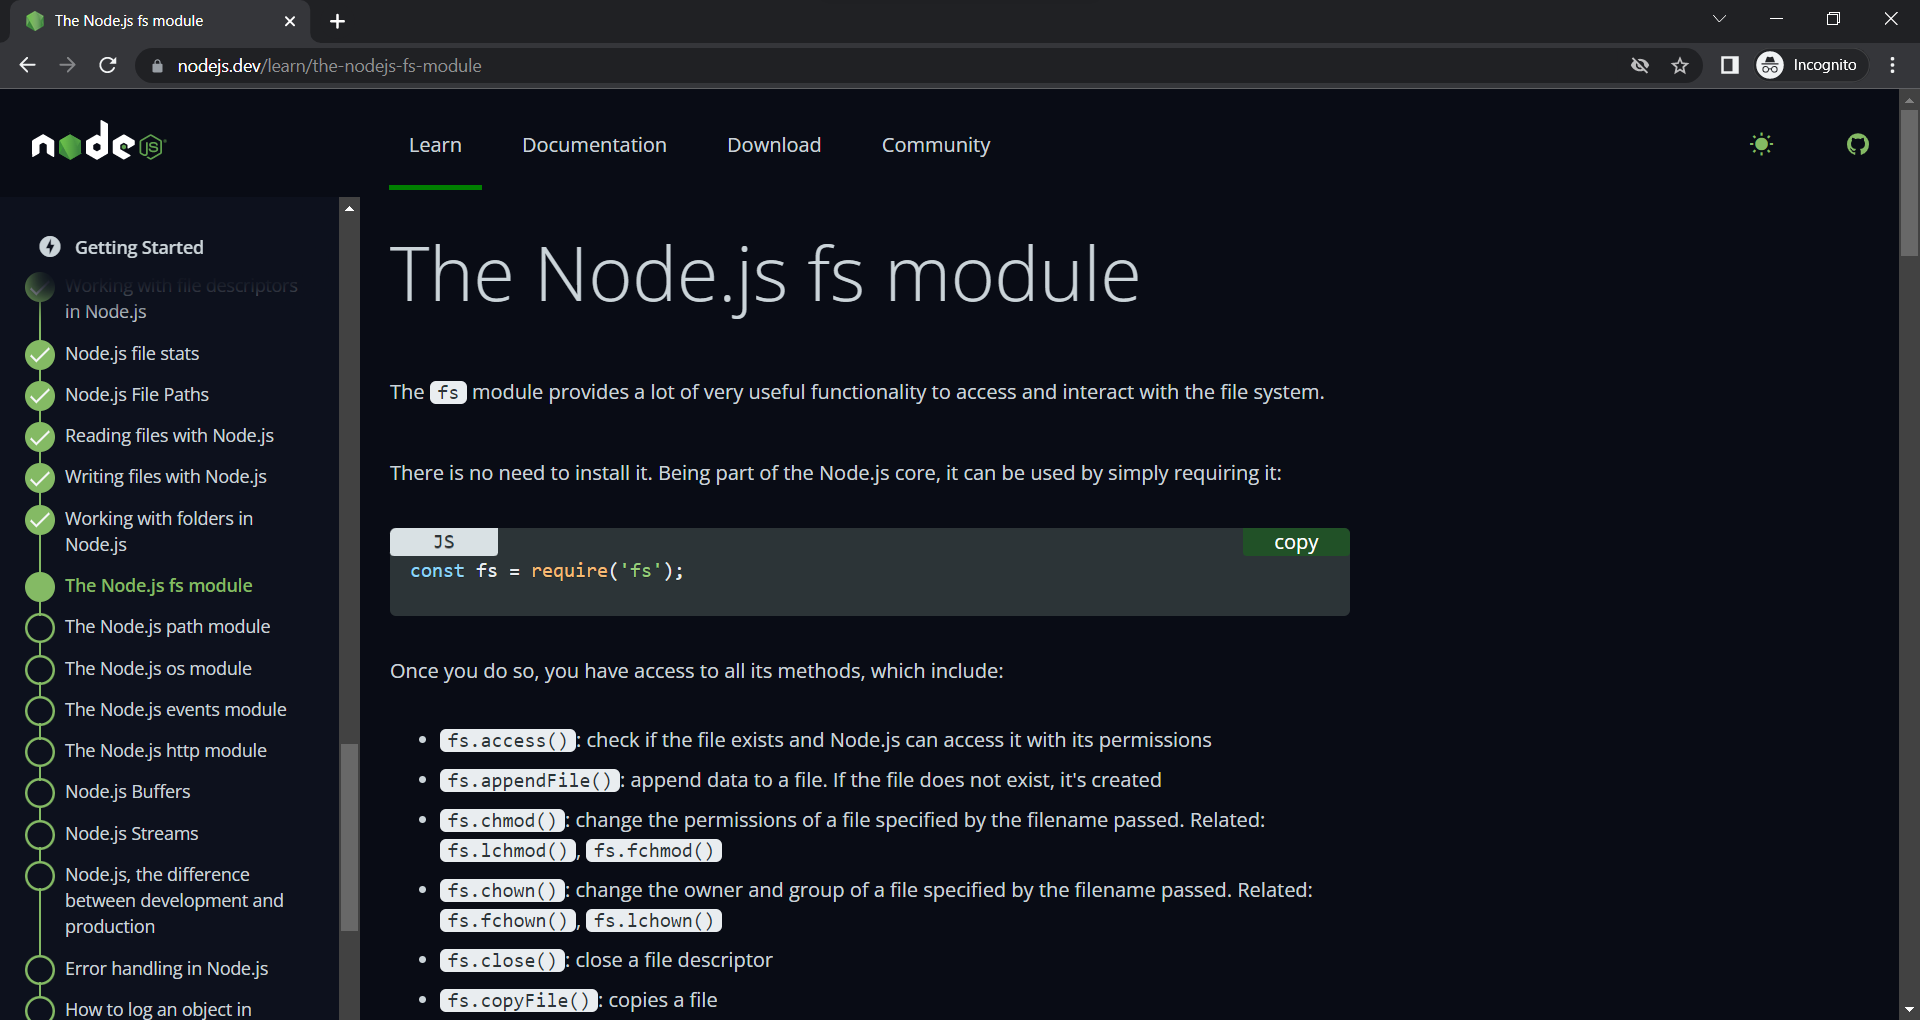 The Node.js fs module
nodejs.dev/learn/the-nodejs-fs-module
Incognito
node JS
Learn
Documentation
Download
Community
Getting Started
Working with file descriptors
in Node.js
Node.js file stats
Node.js File Paths
Reading files with Node.js
Writing files with Node.js
Working with folders in
Node.js
The Node.js fs module
The Node.js path module
The Node.js os module
The Node.js events module
The Node.js http module
Node.js Buffers
Node.js Streams
Node.js, the difference
between development and
production
Error handling in Node.js
How to log an object in
The Node.js fs module
The fs module provides a lot of very useful functionality to access and interact with the file system.
There is no need to install it. Being part of the Node.js core, it can be used by simply requiring it:
JS
copy
const fs = require('fs');
Once you do so, you have access to all its methods, which include:
• fs.access(): check if the file exists and Node.js can access it with its permissions
• fs.appendFile(): append data to a file. If the file does not exist, it's created
• fs.chmod(): change the permissions of a file specified by the filename passed. Related:
fs.lchmod(), fs.fchmod()
• fs.chown(): change the owner and group of a file specified by the filename passed. Related:
fs.fchown(), fs.lchown()
• fs.close(): close a file descriptor
• fs.copyFile(): copies a file